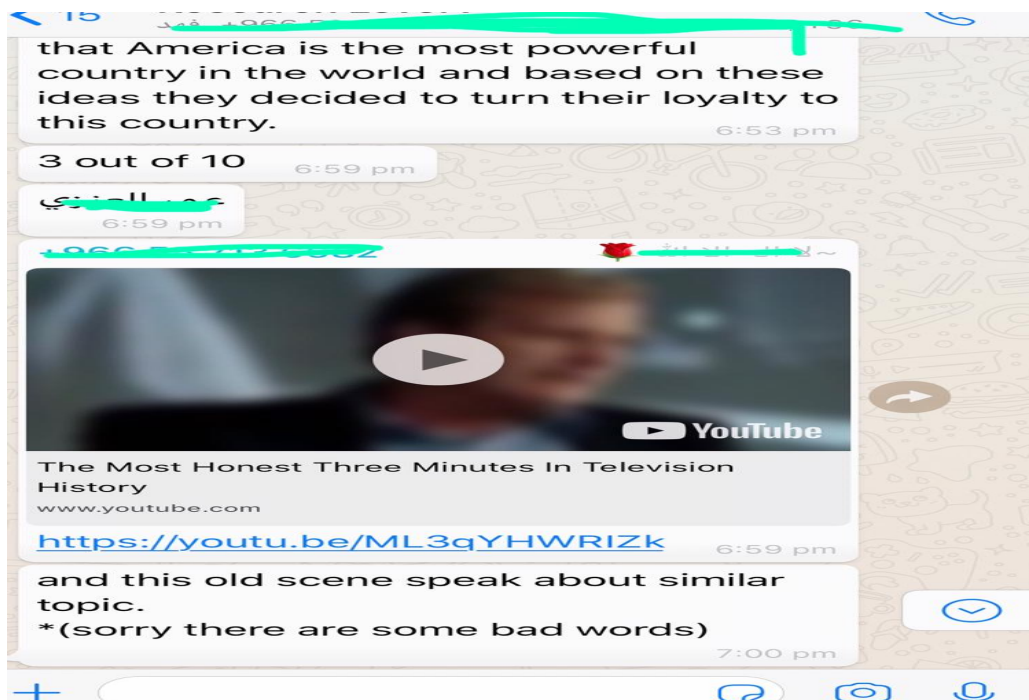 15
that America is the most powerful
country in the world and based on these
ideas they decided to turn their loyalty to
this country.
6:53 pm
3 out of 10
6:59 pm
6:59 pm
YouTube
The Most Honest Three Minutes In Television
History
www.youtube.com
https://youtu.be/ML3qYHWRIZk
6:59 pm
and this old scene speak about similar
topic.
*(sorry there are some bad words)
7:00 pm